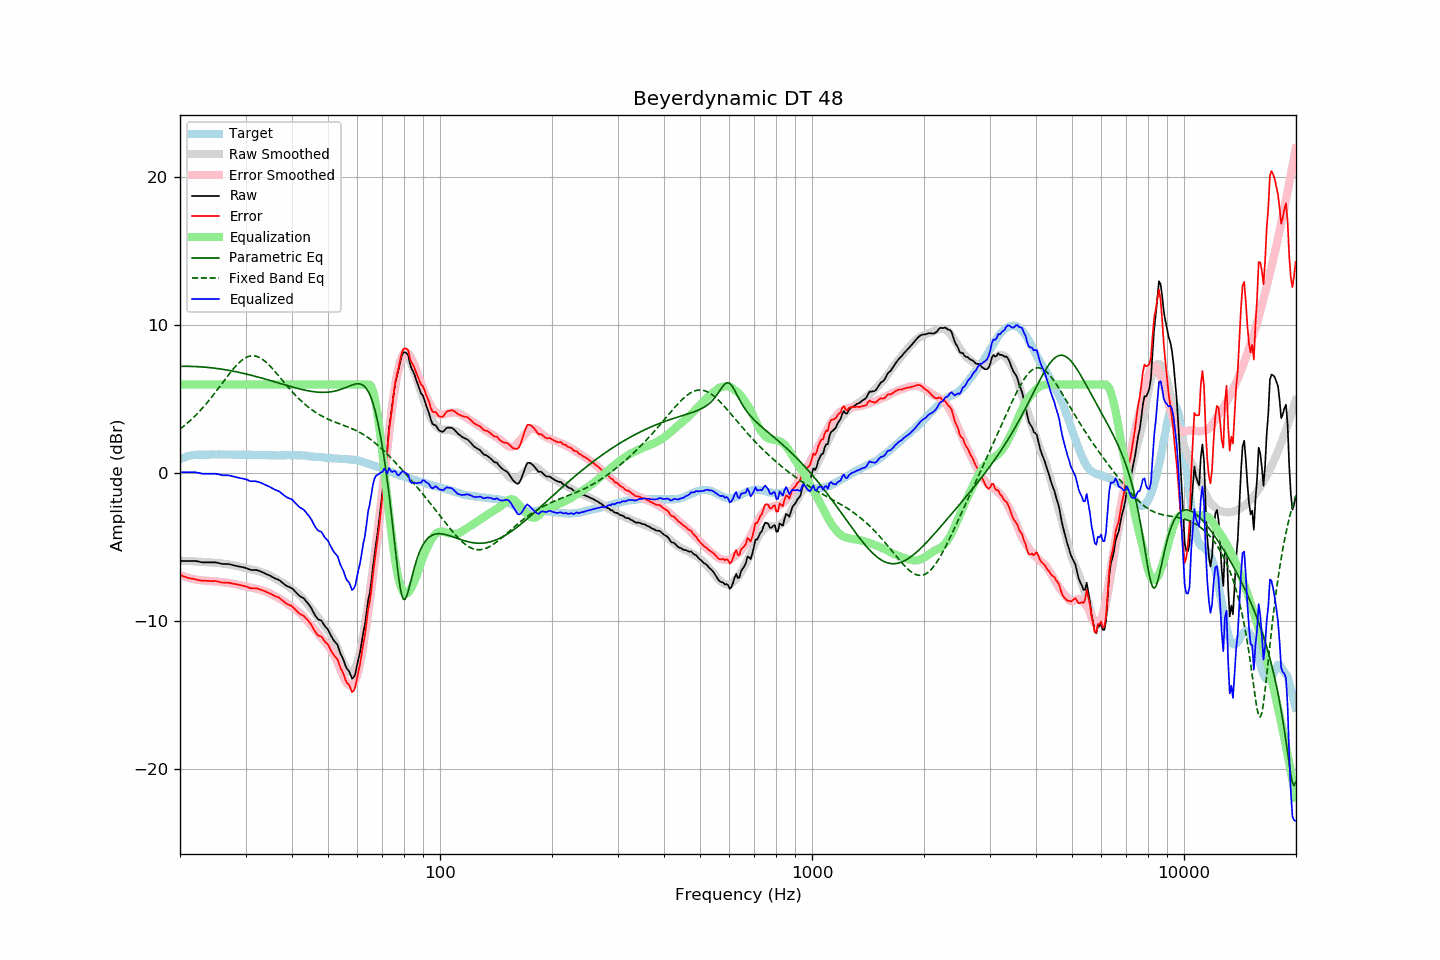 Beyerdynamic DT 48
Target
Raw Smoothed
Error Smoothed
Raw
Error
Equalization
Parametric Eq
Fixed Band Eq
Equalized
20
10
0
−10
−20
Amplitude (dBr)
100
1000
10000
Frequency (Hz)